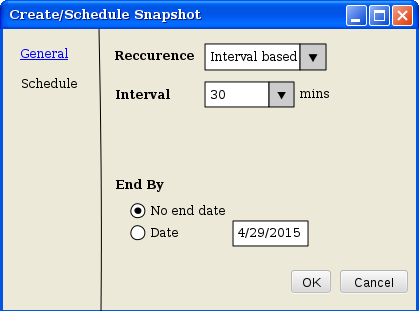 Create/Schedule Snapshot
General
Schedule
Reccurence Interval based
Interval 30 mins
End By
No end date
Date 4/29/2015
OK Cancel